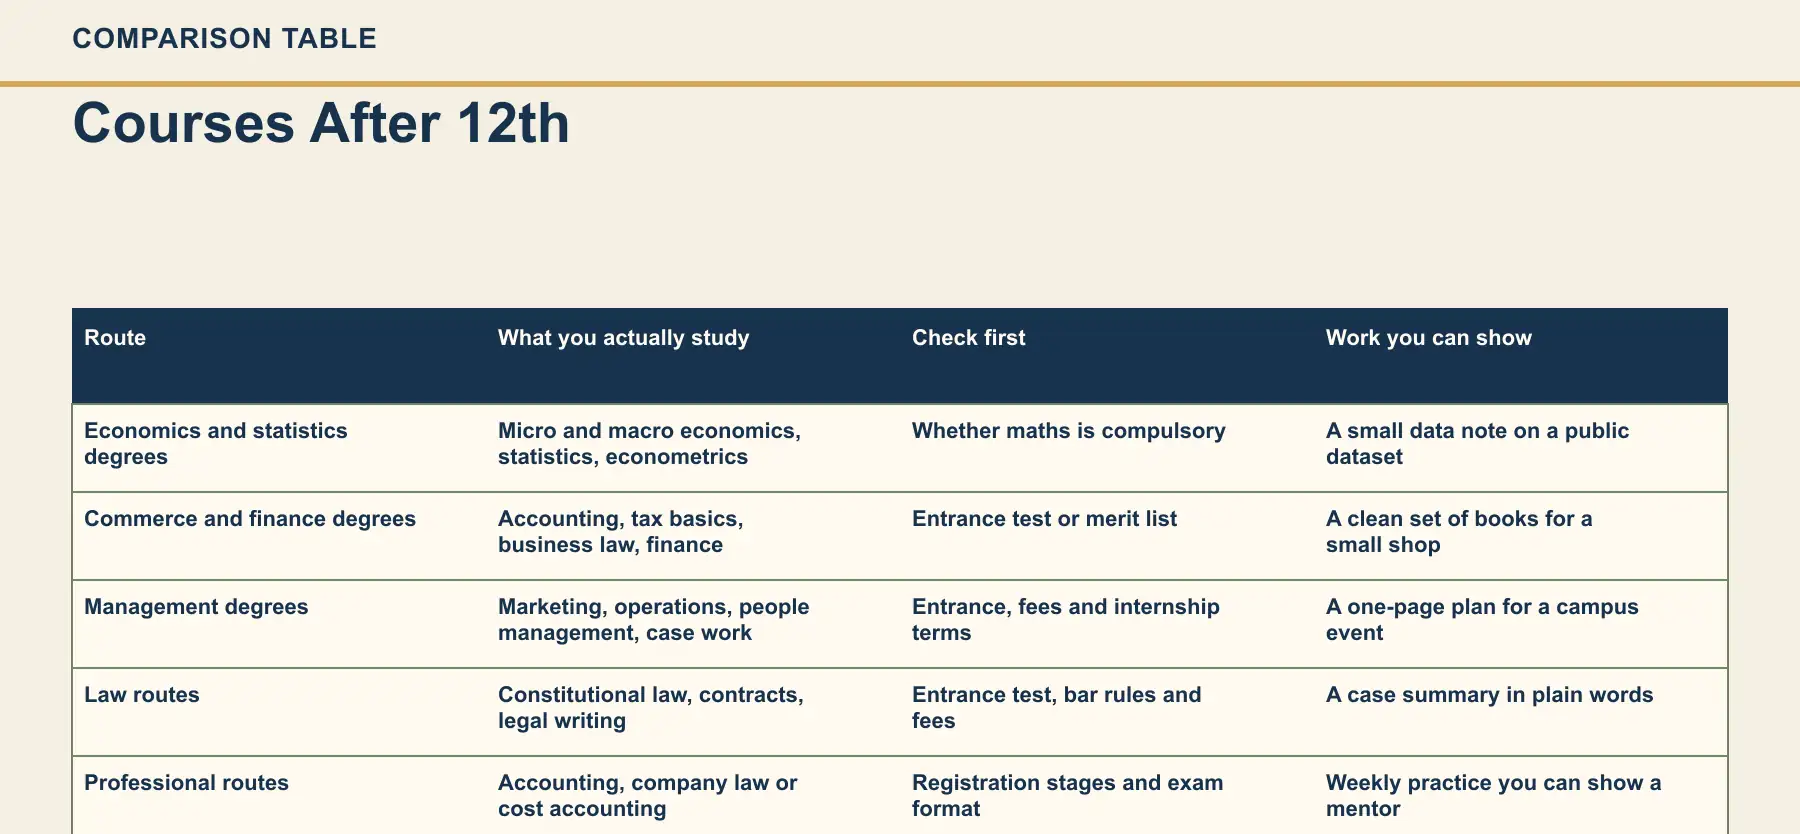 COMPARISON TABLE
Courses After 12th
Route What you actually study Check first Work you can show
Economics and statistics Micro and macro economics, Whether maths is compulsory A small data note on a public
degrees statistics, econometrics dataset
Commerce and finance degrees Accounting, tax basics, Entrance test or merit list A clean set of books for a
business law, finance small shop
Management degrees Marketing, operations, people Entrance, fees and internship A one-page plan for a campus
management, case work terms event
Law routes Constitutional law, contracts, Entrance test, bar rules and A case summary in plain words
legal writing fees
Professional routes Accounting, company law or Registration stages and exam Weekly practice you can show a
cost accounting format mentor